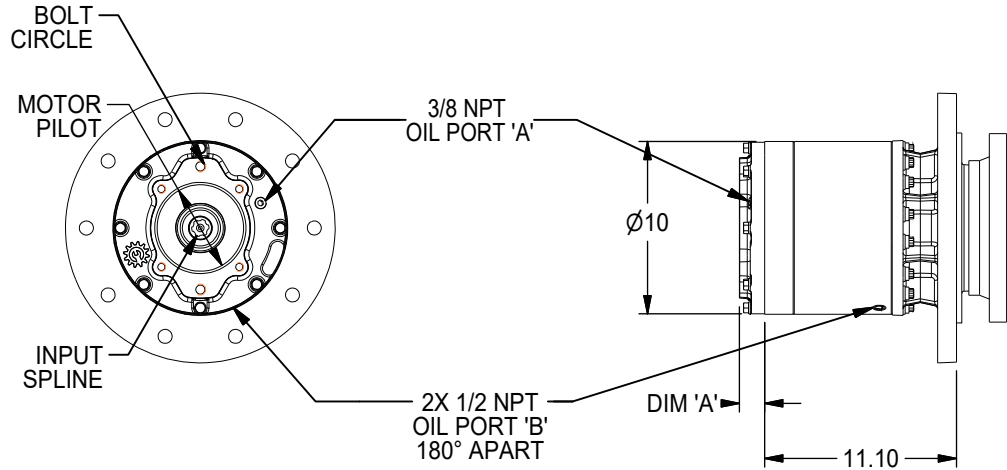 BOLT
CIRCLE
MOTOR
PILOT
3/8 NPT
OIL PORT 'A'
Ø10
INPUT
SPLINE
2X 1/2 NPT
OIL PORT 'B'
180° APART
DIM 'A'
11.10